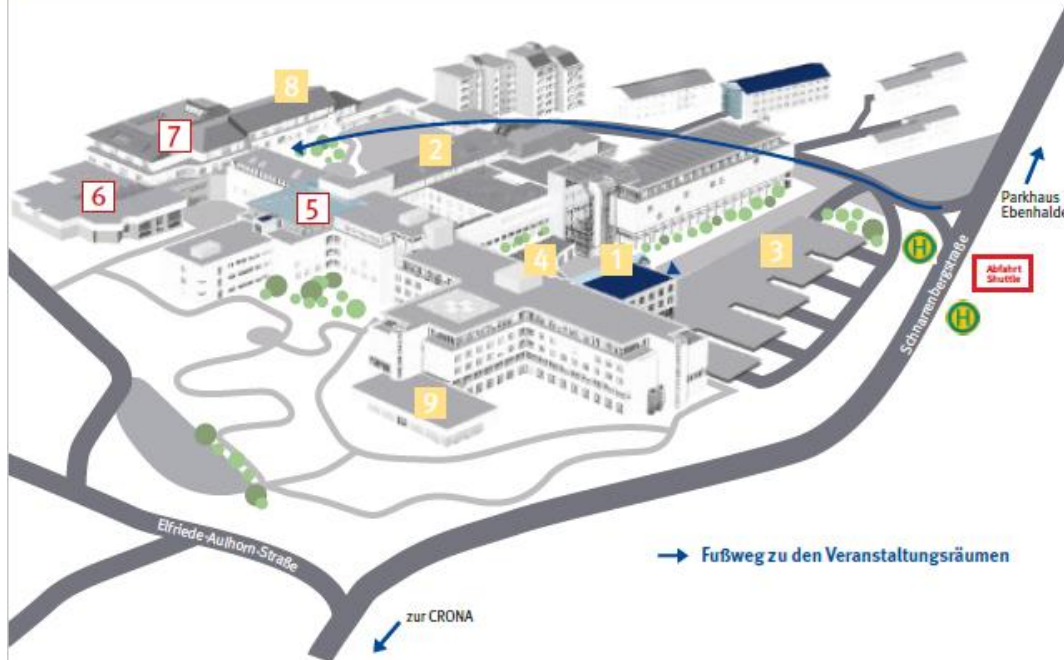 8
7
2
6
5
Parkhaus
Ebenhalde
4
1
3
H
Abfahrt
Shuttle
H
Schnarrenbergstraße
9
Elfriede-Aulhorn-Straße
Fußweg zu den Veranstaltungsräumen
zur CRONA